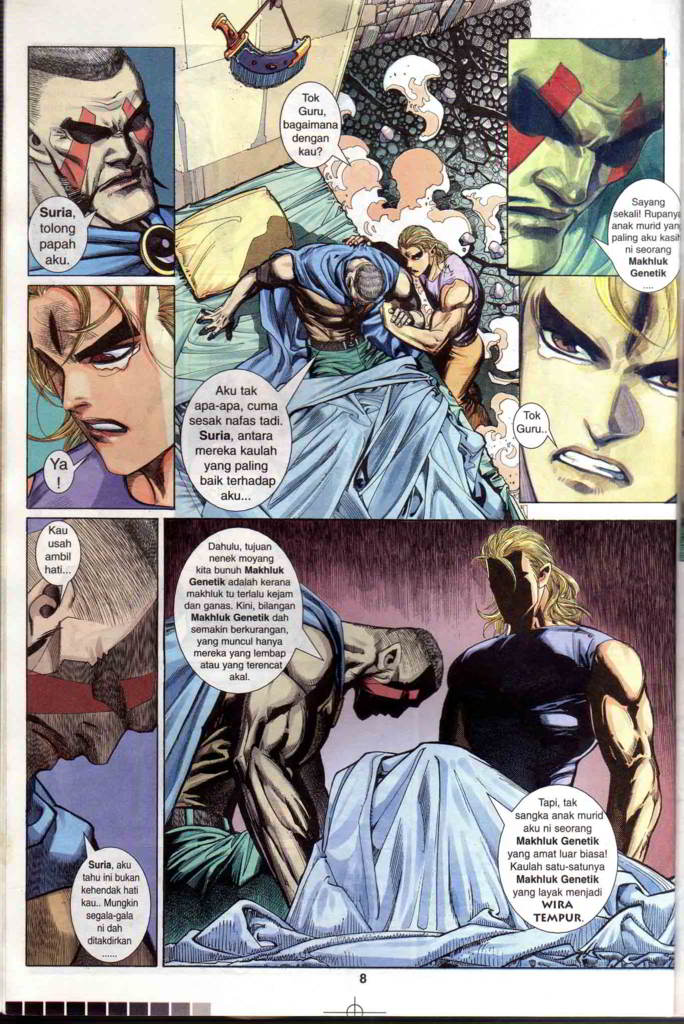 Suria,
tolong
papah
aku.
Tok
Guru,
bagaimana
dengan
kau?
Sayang
sekali! Rupanya
anak murid yang
paling aku kasih
ni seorang
Makhluk
Genetik
....
Ya
!
Aku tak
apa-apa, cuma
sesak nafas tadi.
Suria, antara
mereka kaulah
yang paling
baik terhadap
aku...
Tok
Guru..
Kau
usah
ambil
hati...
Suria, aku
tahu ini bukan
kehendak hati
kau.. Mungkin
segala-gala
ni dah
ditakdirkan
......
Dahulu, tujuan
nenek moyang
kita bunuh Makhluk
Genetik adalah kerana
makhluk tu terlalu kejam
dan ganas. Kini, bilangan
Makhluk Genetik dah
semakin berkurangan,
yang muncul hanya
mereka yang lembap
atau yang terencat
akal.
Tapi, tak
sangka anak murid
aku ni seorang
Makhluk Genetik
yang amat luar biasa!
Kaulah satu-satunya
Makhluk Genetik
yang layak menjadi
WIRA
TEMPUR.
8